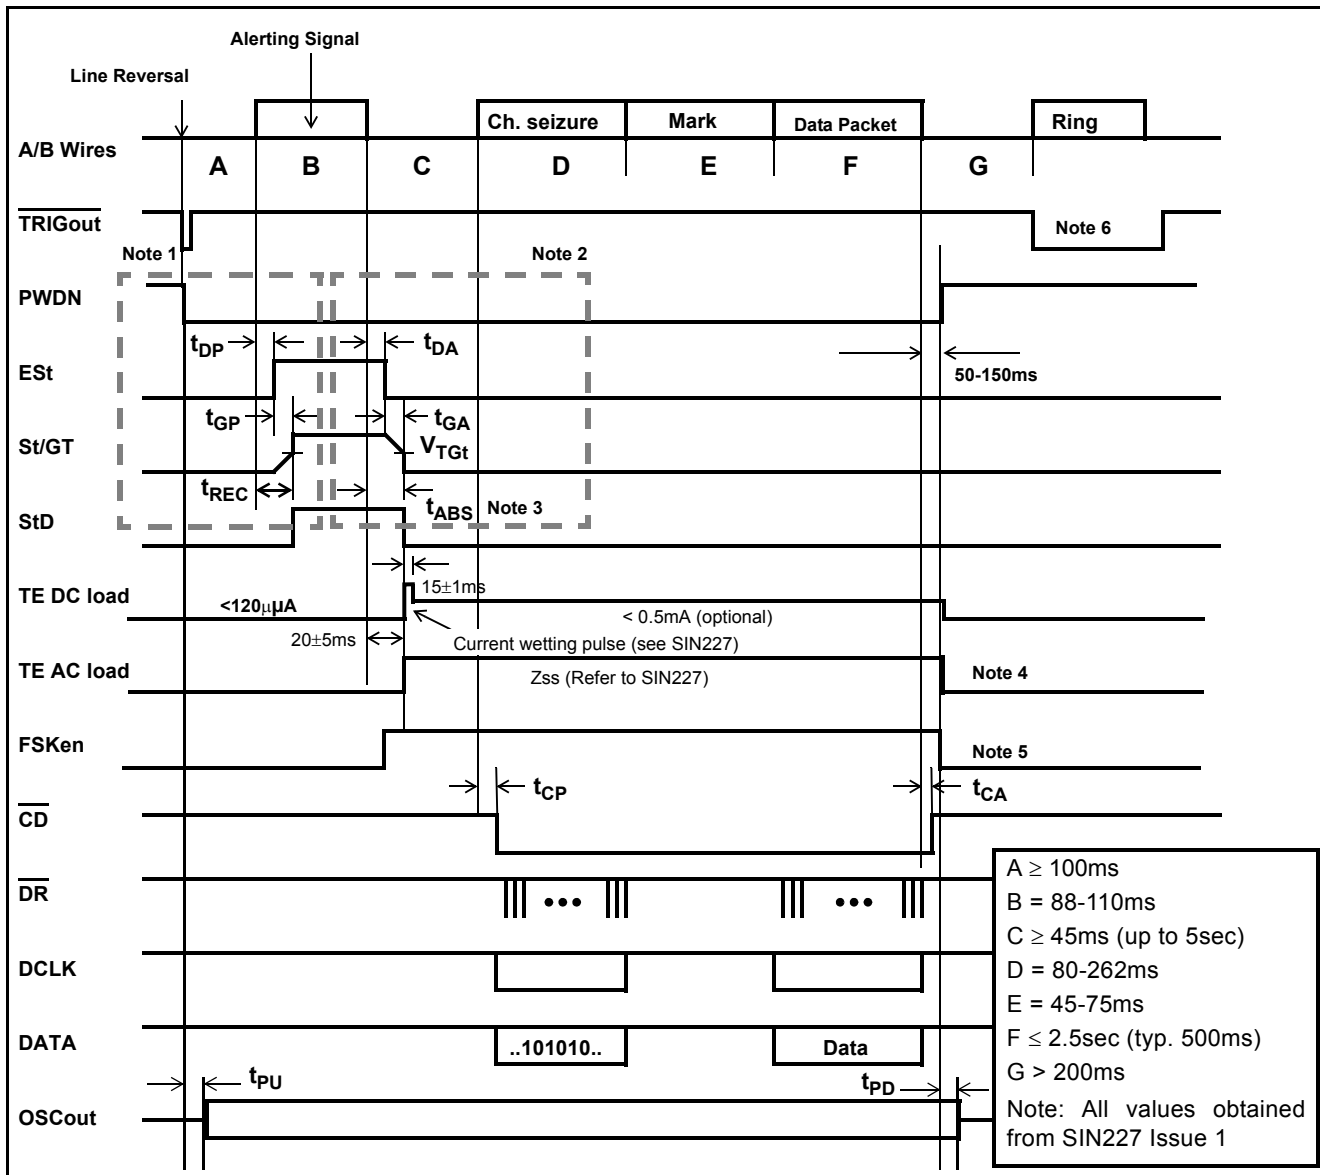 Alerting Signal
Line Reversal
A/B Wires
Ch. seizure
Mark
Data Packet
Ring
A
B
C
D
E
F
G
TRIGout
Note 1
Note 2
Note 6
PWDN
tDP
tDA
ESt
50-150ms
tGP
tGA
St/GT
VTGt
tREC
tABS
Note 3
StD
TE DC load
<120μµA
15±1ms
< 0.5mA (optional)
20±5ms
Current wetting pulse (see SIN227)
TE AC load
Zss (Refer to SIN227)
Note 4
FSKen
Note 5
tCP
tCA
CD
DR
DCLK
DATA
..101010..
Data
tPU
tPD
OSCout
A ≥ 100ms
B = 88-110ms
C ≥ 45ms (up to 5sec)
D = 80-262ms
E = 45-75ms
F ≤ 2.5sec (typ. 500ms)
G > 200ms
Note: All values obtained
from SIN227 Issue 1